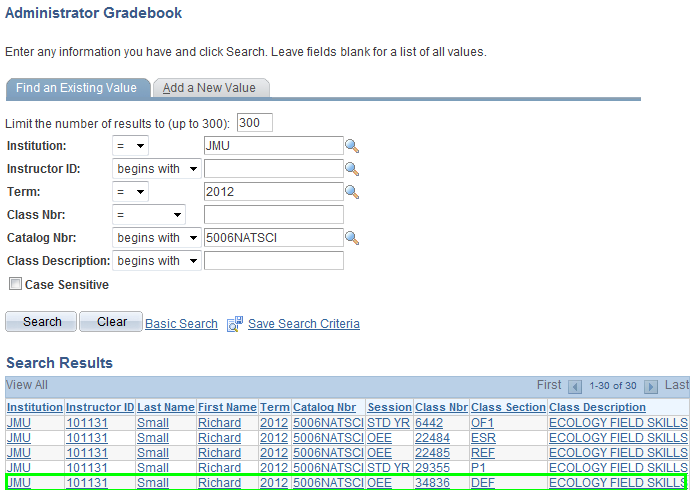 Administrator Gradebook
Enter any information you have and click Search. Leave fields blank for a list of all values.
Find an Existing Value Add a New Value
Limit the number of results to (up to 300): 300
Institution: = JMU
Instructor ID: begins with
Term: = 2012
Class Nbr: =
Catalog Nbr: begins with 5006NATSCI
Class Description: begins with
Case Sensitive
Search Clear Basic Search Save Search Criteria
Search Results
View All First 1-30 of 30 Last
Institution Instructor ID Last Name First Name Term Catalog Nbr Session Class Nbr Class Section Class Description
JMU 101131 Small Richard 2012 5006NATSCI STD YR 6442 OF1 ECOLOGY FIELD SKILLS
JMU 101131 Small Richard 2012 5006NATSCI OEE 22484 ESR ECOLOGY FIELD SKILLS
JMU 101131 Small Richard 2012 5006NATSCI OEE 22485 REF ECOLOGY FIELD SKILLS
JMU 101131 Small Richard 2012 5006NATSCI STD YR 29355 P1 ECOLOGY FIELD SKILLS
JMU 101131 Small Richard 2012 5006NATSCI OEE 34836 DEF ECOLOGY FIELD SKILLS